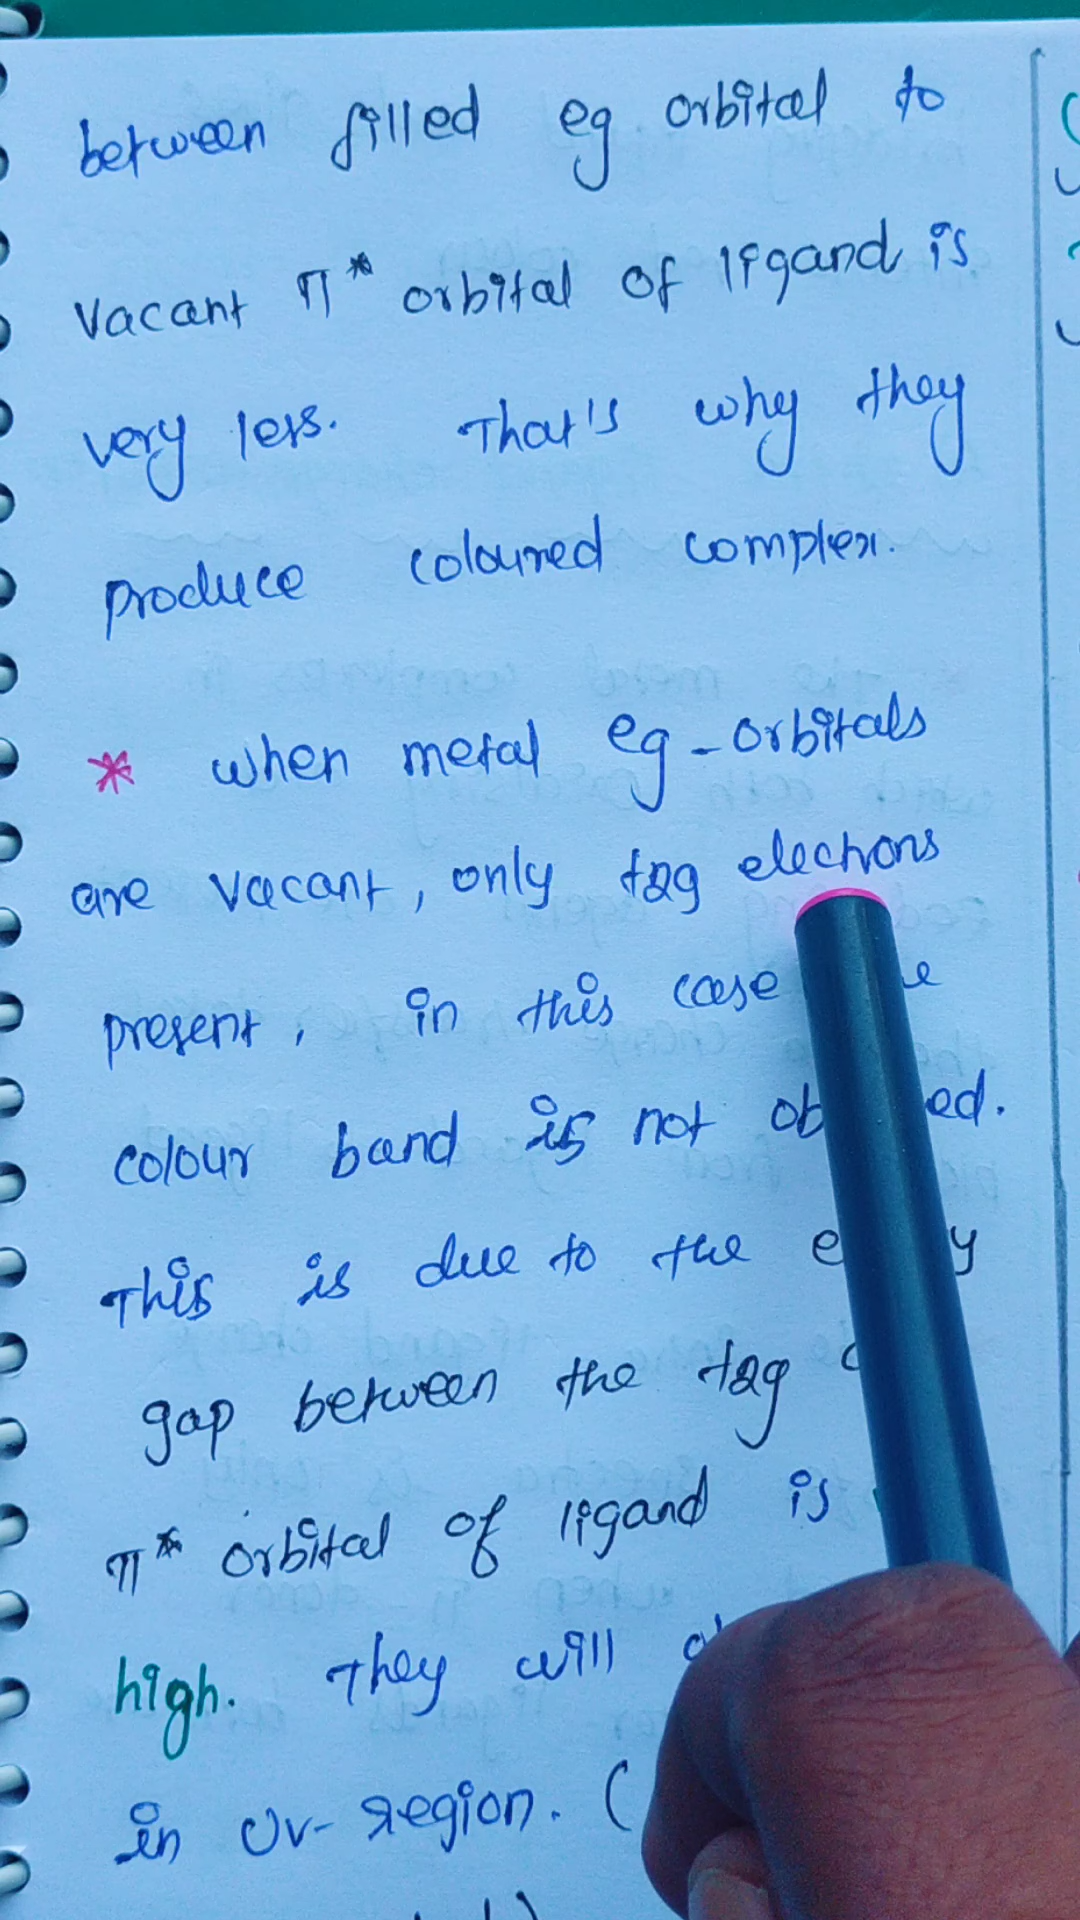 between filled eg orbital to
vacant π* orbital of ligand is
very less. That's why they
produce coloured complex.
* when metal eg-orbitals
are vacant, only t2g electrons
present, in this case
colour band is not
This is due to the
gap between the t2g
π* orbital of ligand is
high. They will
in UV-region. (